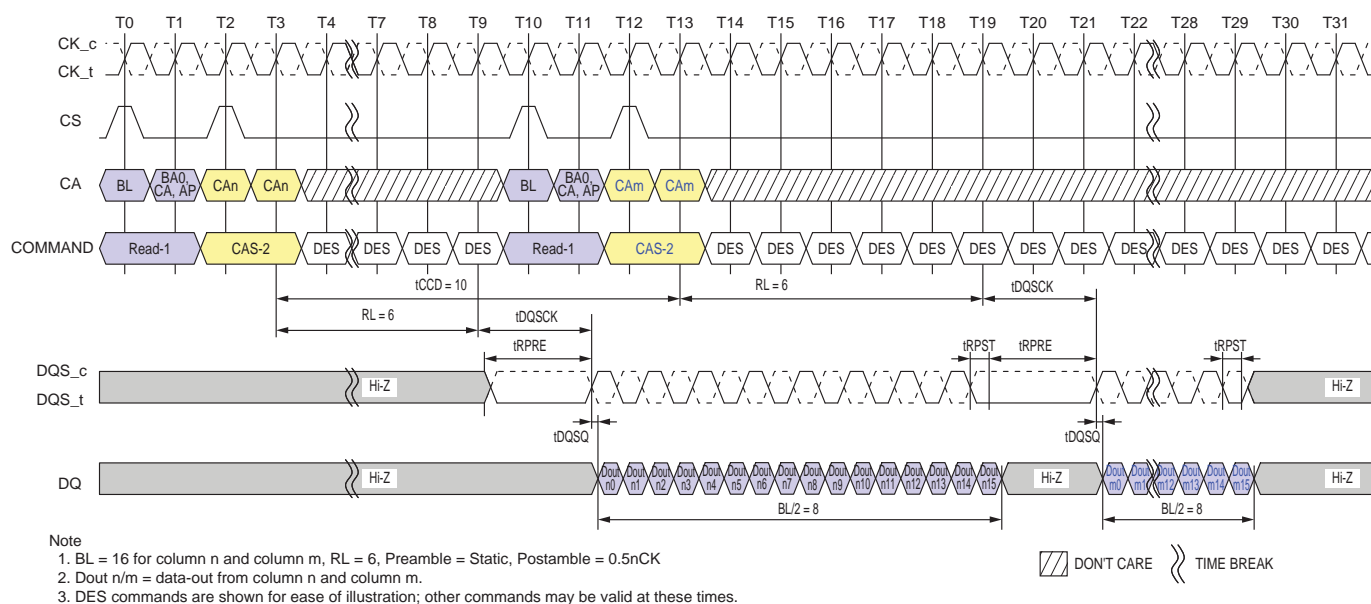 T0 T1 T2 T3 T4 T7 T8 T9 T10 T11 T12 T13 T14 T15 T16 T17 T18 T19 T20 T21 T22 T28 T29 T30 T31
CK_c
CK_t
CS
CA BL BA0, CA, AP CAn CAn BL BA0, CA, AP CAm CAm
COMMAND Read-1 CAS-2 DES DES DES DES Read-1 CAS-2 DES DES DES DES DES DES DES DES DES DES DES DES DES
tCCD = 10 RL = 6 tDQSCK
RL = 6 tDQSCK
tRPRE tRPST tRPRE tRPST
DQS_c
DQS_t
Hi-Z Hi-Z
tDQSQ tDQSQ
DQ Hi-Z Dout n0 Dout n1 Dout n2 Dout n3 Dout n4 Dout n5 Dout n6 Dout n7 Dout n8 Dout n9 Dout n10 Dout n11 Dout n12 Dout n13 Dout n14 Dout n15 Hi-Z Dout m0 Dout m1 Dout m12 Dout m13 Dout m14 Dout m15 Hi-Z
BL/2 = 8 BL/2 = 8
Note
1. BL = 16 for column n and column m, RL = 6, Preamble = Static, Postamble = 0.5nCK
2. Dout n/m = data-out from column n and column m.
3. DES commands are shown for ease of illustration; other commands may be valid at these times.
DON'T CARE TIME BREAK